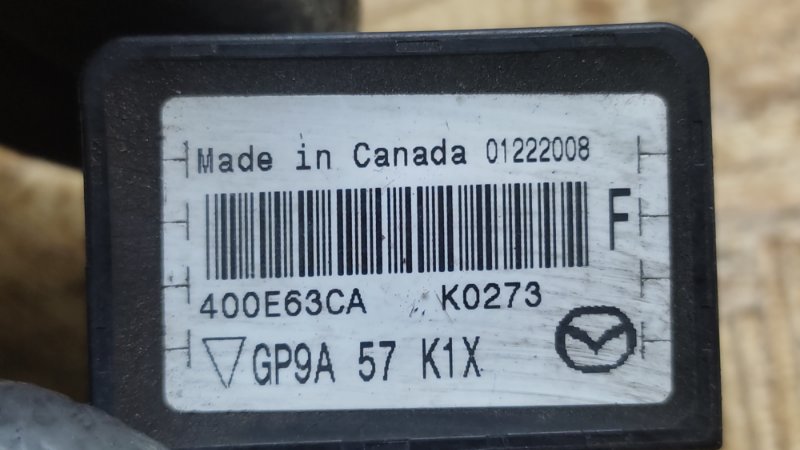 Made in Canada 01222008
F
400E63CA K0273
GP9A 57 K1X